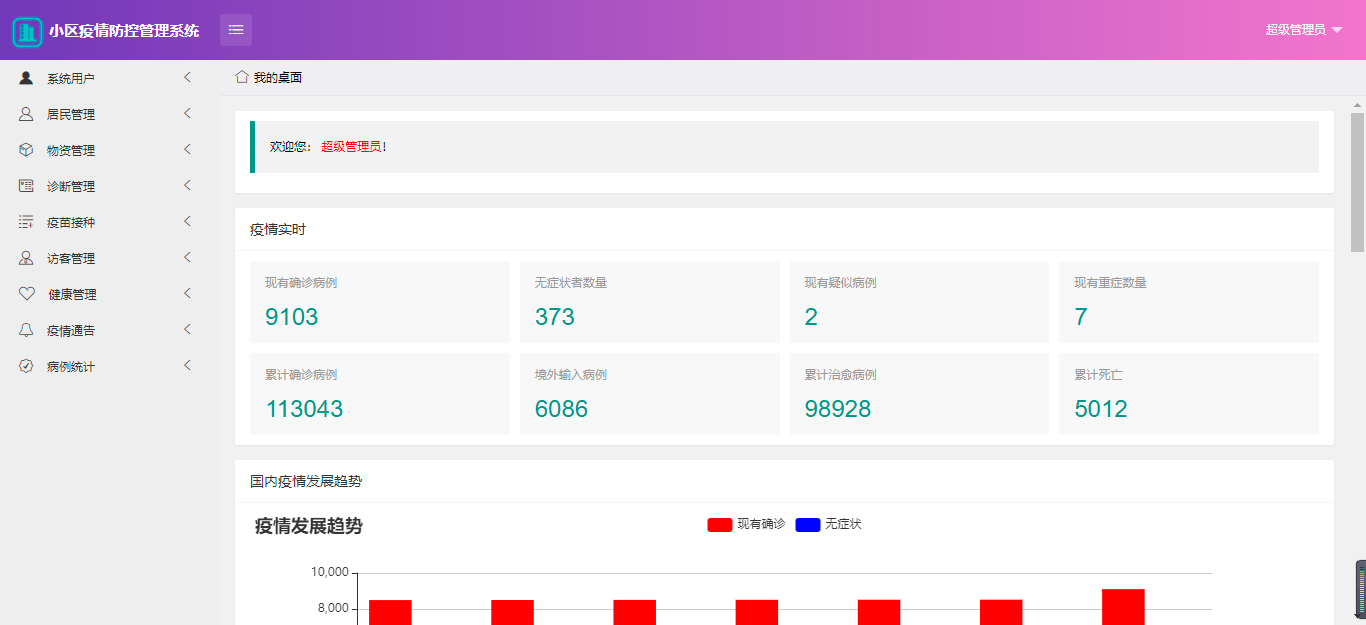 小区疫情防控管理系统
超级管理员
系统用户
居民管理
物资管理
诊断管理
疫苗接种
访客管理
健康管理
疫情通告
病例统计
我的桌面
欢迎您： 超级管理员!
疫情实时
现有确诊病例
9103
无症状者数量
373
现有疑似病例
2
现有重症数量
7
累计确诊病例
113043
境外输入病例
6086
累计治愈病例
98928
累计死亡
5012
国内疫情发展趋势
疫情发展趋势
现有确诊 无症状
10,000
8,000